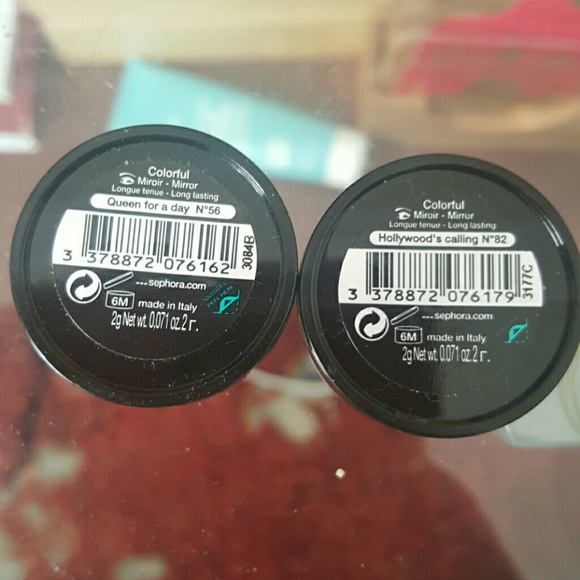 Colorful
Miroir - Mirror
Longue tenue - Long lasting
Queen for a day N°56
3 378872 076162
3084B
...sephora.com
6M
made in Italy
2g Net wt. 0.071 oz. 2 г.
Colorful
Miroir - Mirror
Longue tenue - Long lasting
Hollywood's calling N°82
3 378872 076179
3177C
...sephora.com
6M
made in Italy
2g Net wt. 0.071 oz. 2 г.